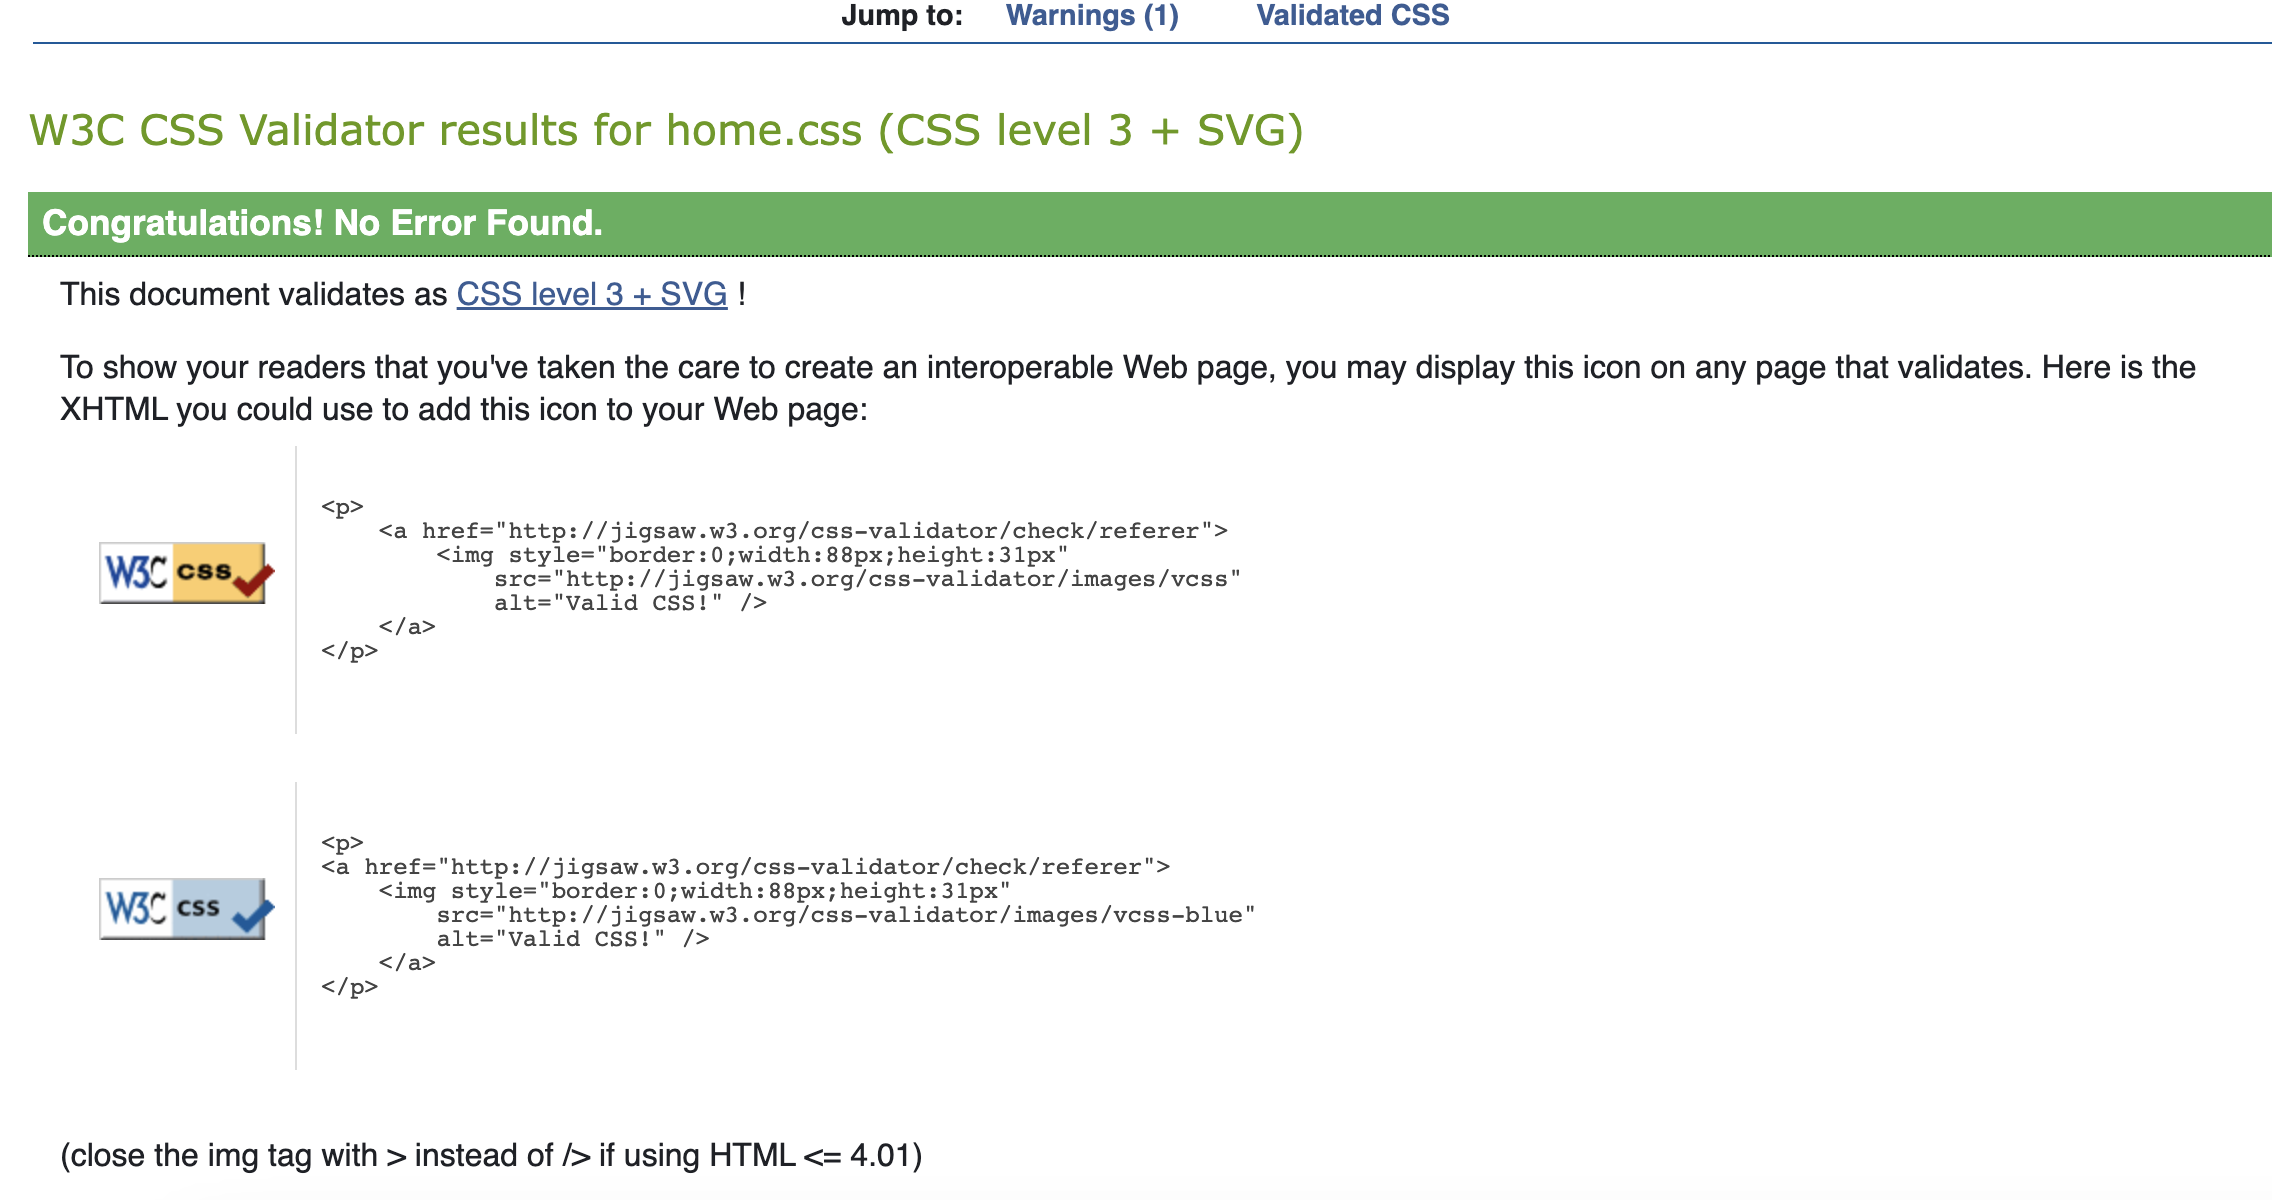 Jump to: Warnings (1) Validated CSS
W3C CSS Validator results for home.css (CSS level 3 + SVG)
Congratulations! No Error Found.
This document validates as CSS level 3 + SVG !
To show your readers that you've taken the care to create an interoperable Web page, you may display this icon on any page that validates. Here is the
XHTML you could use to add this icon to your Web page:
W3C css
<p>
    <a href="http://jigsaw.w3.org/css-validator/check/referer">
        <img style="border:0;width:88px;height:31px"
            src="http://jigsaw.w3.org/css-validator/images/vcss"
            alt="Valid CSS!" />
    </a>
</p>
W3C css
<p>
<a href="http://jigsaw.w3.org/css-validator/check/referer">
    <img style="border:0;width:88px;height:31px"
        src="http://jigsaw.w3.org/css-validator/images/vcss-blue"
        alt="Valid CSS!" />
    </a>
</p>
(close the img tag with > instead of /> if using HTML <= 4.01)